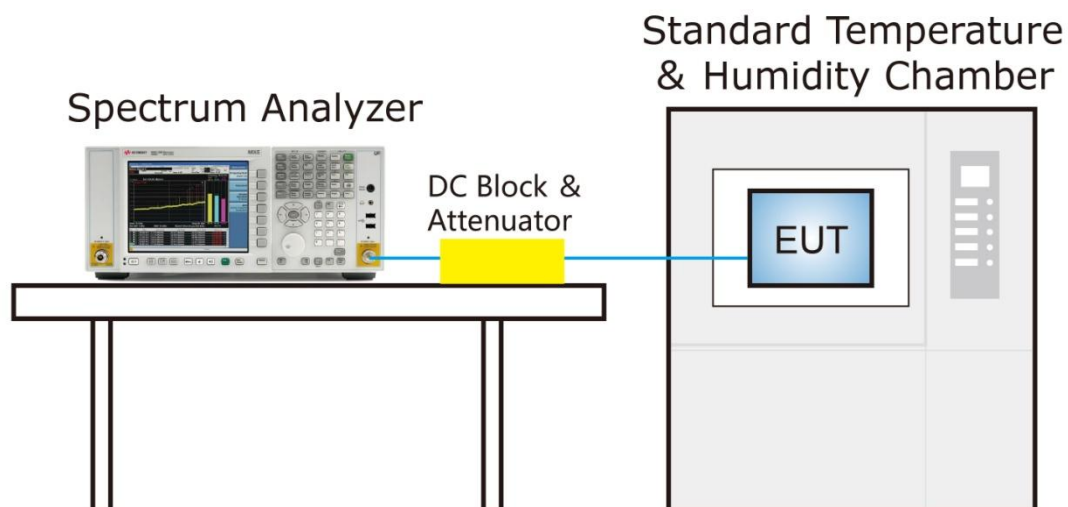 Standard Temperature
& Humidity Chamber
Spectrum Analyzer
DC Block &
Attenuator
EUT